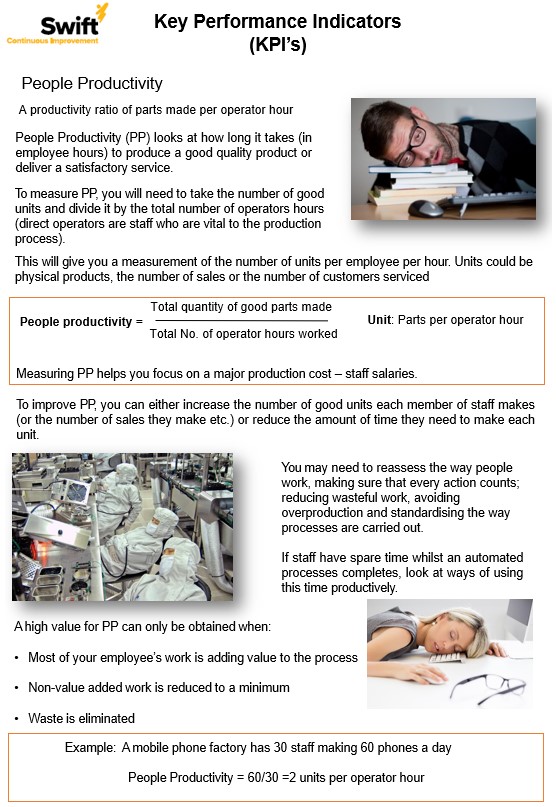 Swift
Continuous Improvement
Key Performance Indicators
(KPI's)
People Productivity
A productivity ratio of parts made per operator hour
People Productivity (PP) looks at how long it takes (in
employee hours) to produce a good quality product or
deliver a satisfactory service.
To measure PP, you will need to take the number of good
units and divide it by the total number of operators hours
(direct operators are staff who are vital to the production
process).
This will give you a measurement of the number of units per employee per hour. Units could be
physical products, the number of sales or the number of customers serviced
Total quantity of good parts made
People productivity =
Total No. of operator hours worked
Unit: Parts per operator hour
Measuring PP helps you focus on a major production cost – staff salaries.
To improve PP, you can either increase the number of good units each member of staff makes
(or the number of sales they make etc.) or reduce the amount of time they need to make each
unit.
You may need to reassess the way people
work, making sure that every action counts;
reducing wasteful work, avoiding
overproduction and standardising the way
processes are carried out.
If staff have spare time whilst an automated
processes completes, look at ways of using
this time productively.
A high value for PP can only be obtained when:
• Most of your employee's work is adding value to the process
• Non-value added work is reduced to a minimum
• Waste is eliminated
Example: A mobile phone factory has 30 staff making 60 phones a day
People Productivity = 60/30 =2 units per operator hour